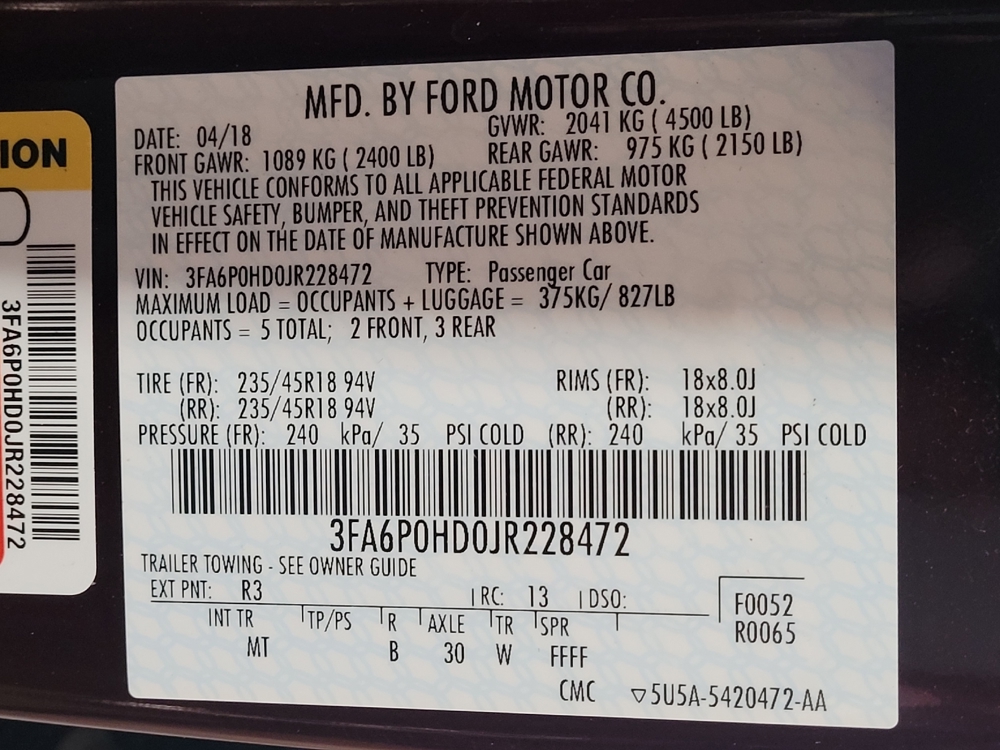 MFD. BY FORD MOTOR CO.
DATE: 04/18 GVWR: 2041 KG ( 4500 LB)
FRONT GAWR: 1089 KG ( 2400 LB) REAR GAWR: 975 KG ( 2150 LB)
THIS VEHICLE CONFORMS TO ALL APPLICABLE FEDERAL MOTOR
VEHICLE SAFETY, BUMPER, AND THEFT PREVENTION STANDARDS
IN EFFECT ON THE DATE OF MANUFACTURE SHOWN ABOVE.
VIN: 3FA6P0HD0JR228472 TYPE: Passenger Car
MAXIMUM LOAD = OCCUPANTS + LUGGAGE = 375KG/ 827LB
OCCUPANTS = 5 TOTAL; 2 FRONT, 3 REAR
TIRE (FR): 235/45R18 94V RIMS (FR): 18x8.0J
(RR): 235/45R18 94V (RR): 18x8.0J
PRESSURE (FR): 240 kPa/ 35 PSI COLD (RR): 240 kPa/ 35 PSI COLD
3FA6P0HD0JR228472
TRAILER TOWING - SEE OWNER GUIDE
EXT PNT: R3 RC: 13 DSO:
F0052
R0065
INT TR TP/PS R AXLE TR SPR
MT B 30 W FFFF
CMC ▽5U5A-5420472-AA
ION
3FA6P0HD0JR228472